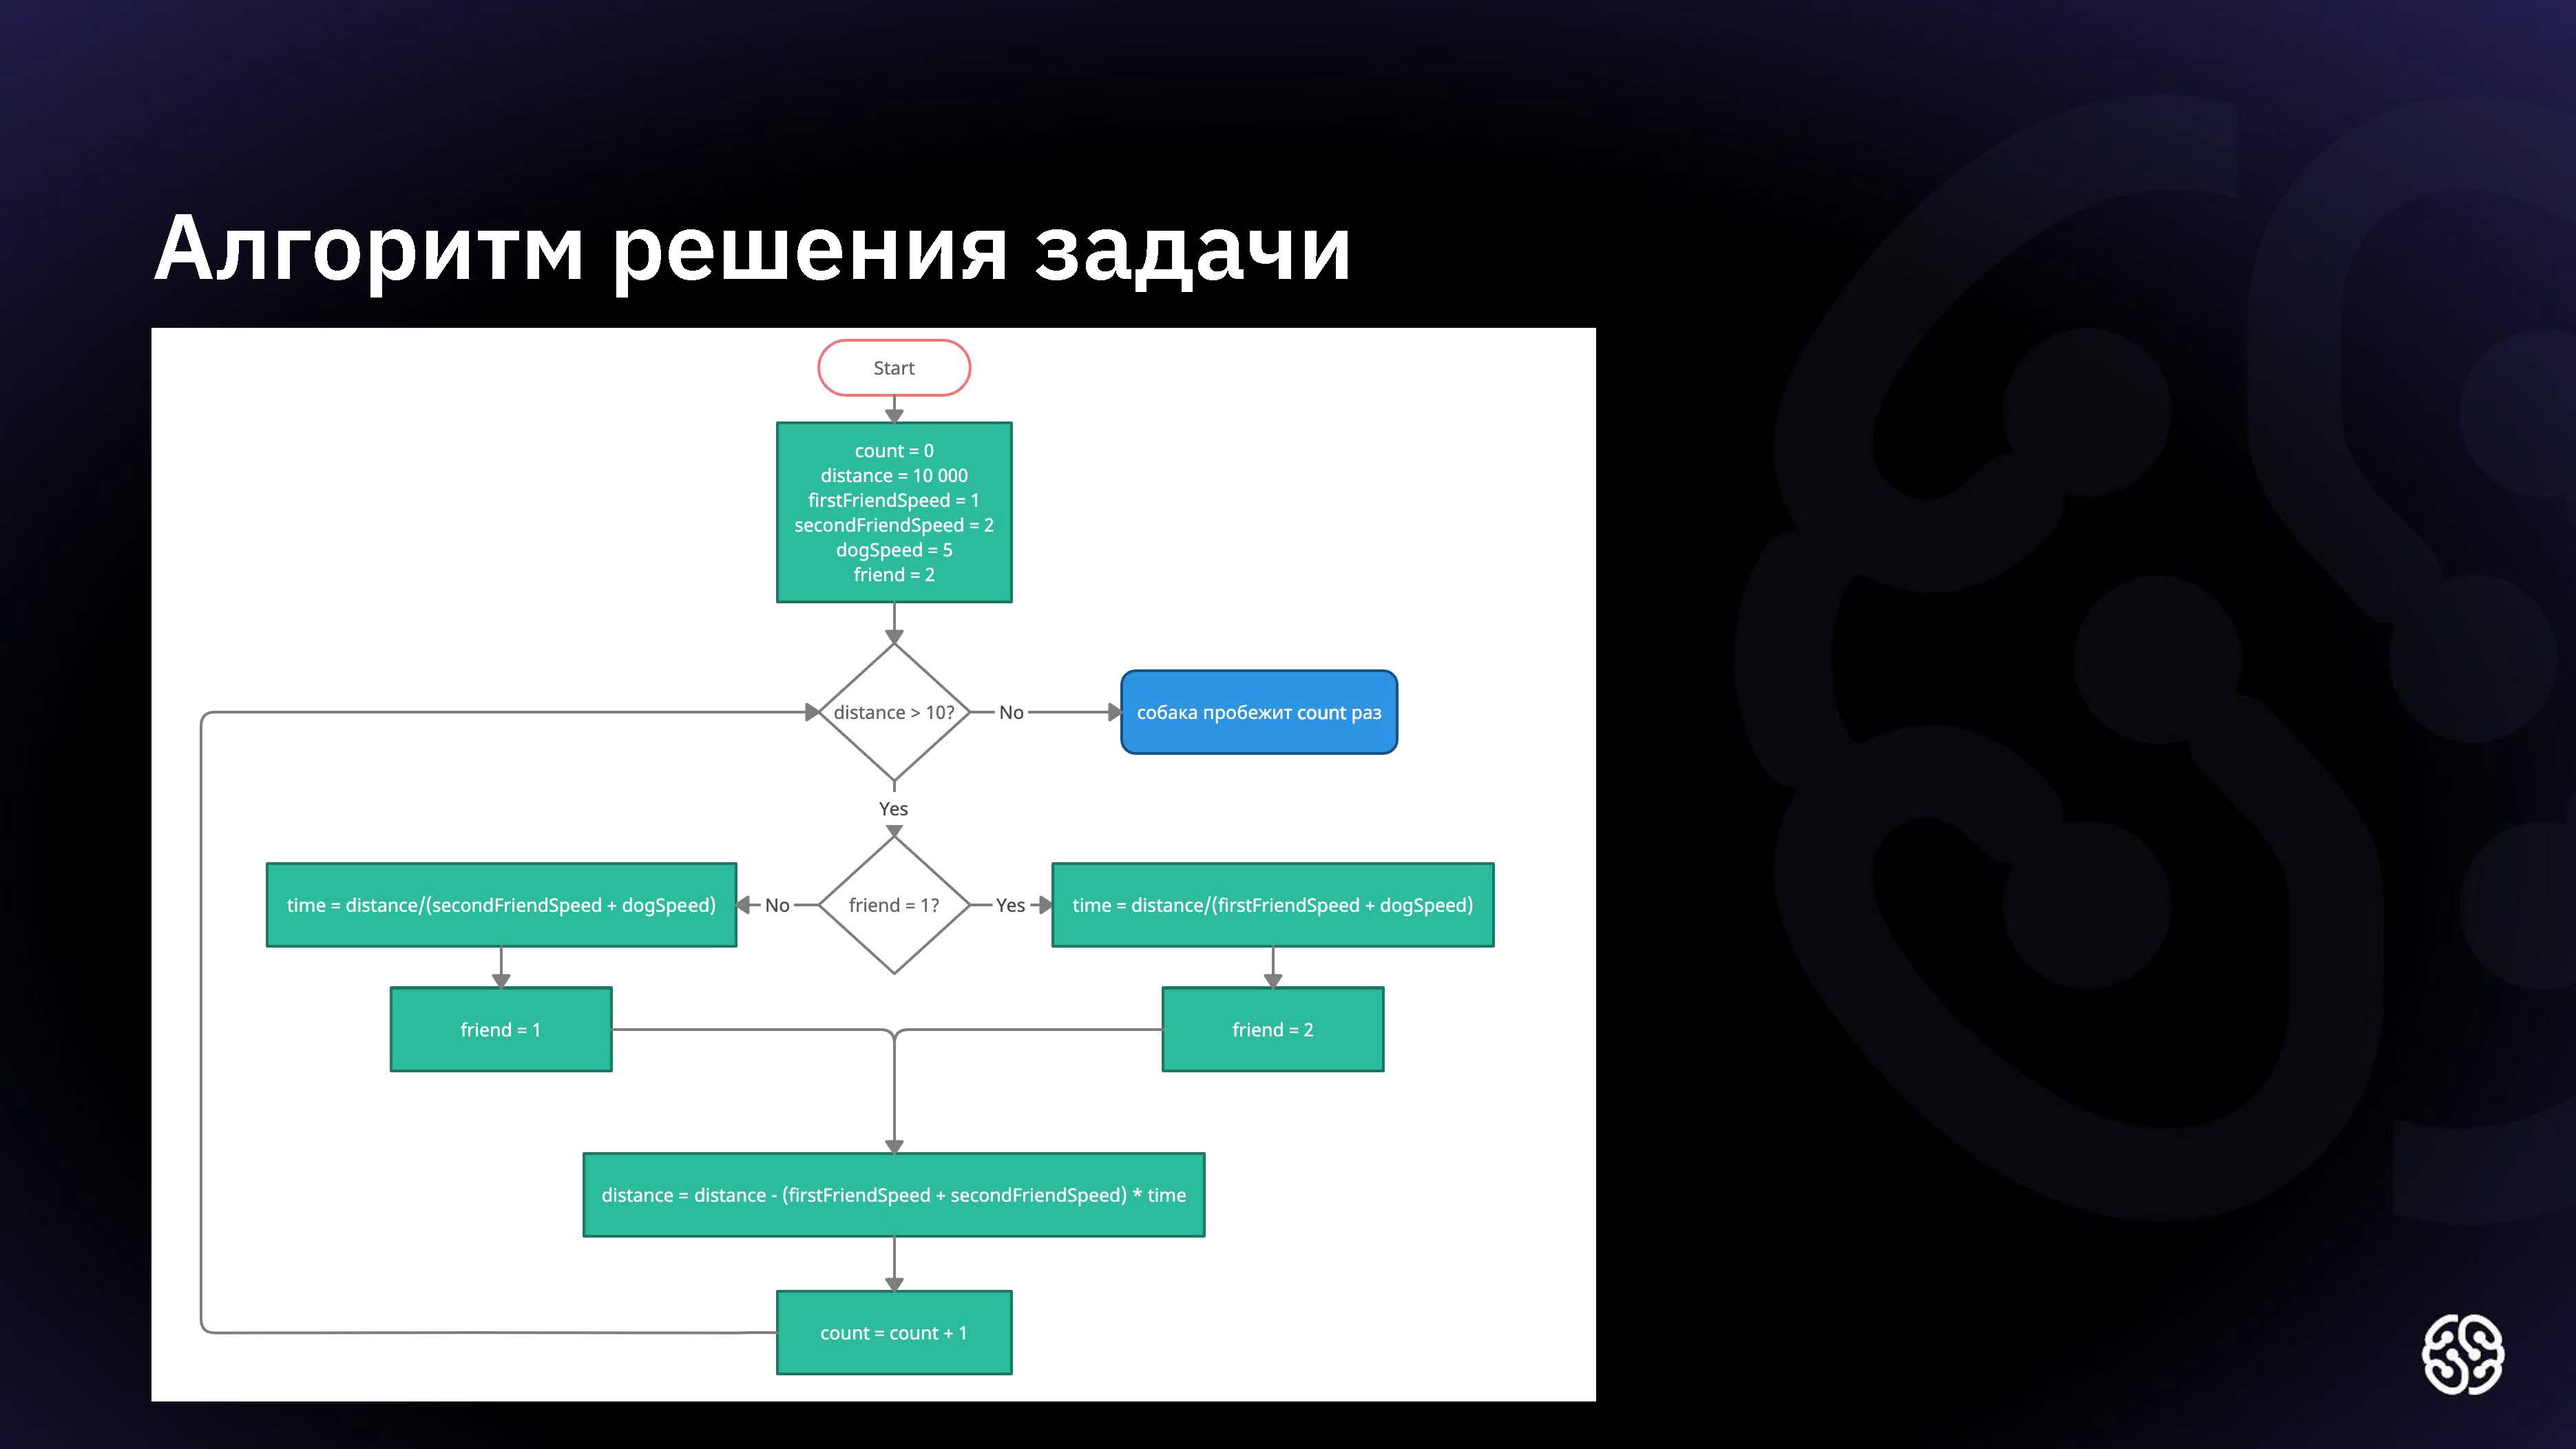 Алгоритм решения задачи
Start
count = 0
distance = 10 000
firstFriendSpeed = 1
secondFriendSpeed = 2
dogSpeed = 5
friend = 2
distance > 10?
No
собака пробежит count раз
Yes
time = distance/(secondFriendSpeed + dogSpeed)
No
friend = 1?
Yes
time = distance/(firstFriendSpeed + dogSpeed)
friend = 1
friend = 2
distance = distance - (firstFriendSpeed + secondFriendSpeed) * time
count = count + 1